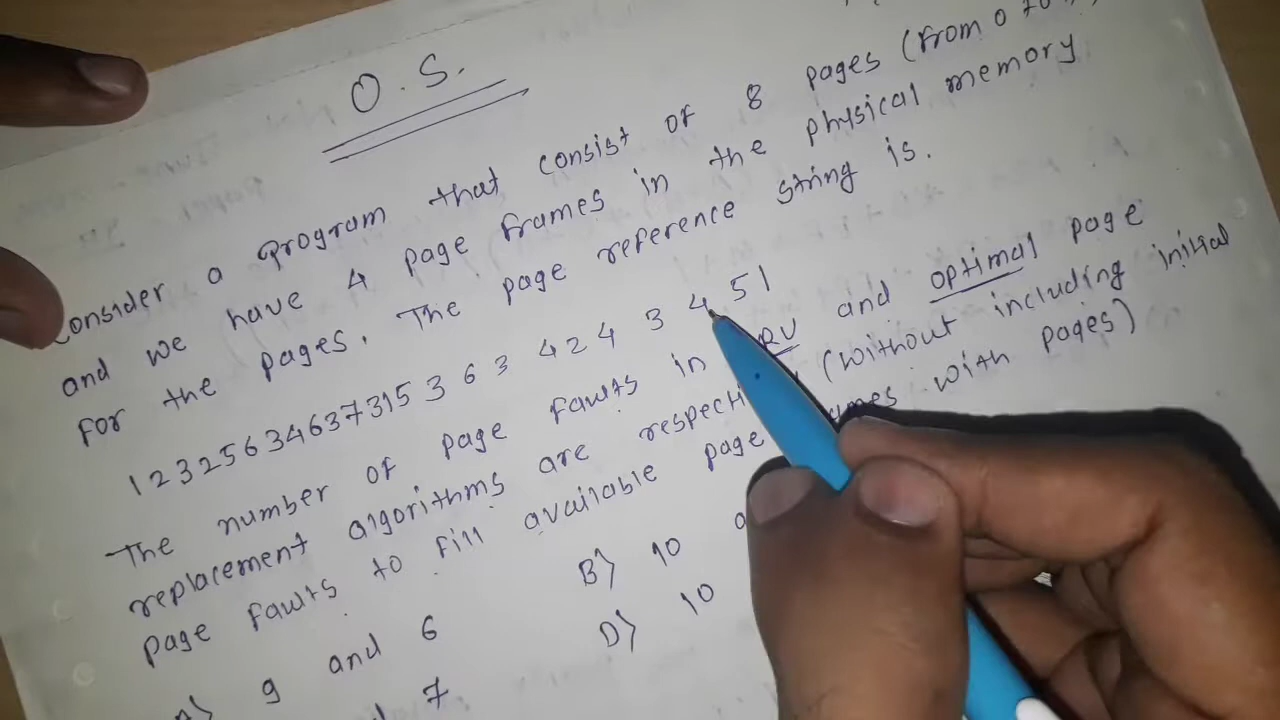 O.S.
Consider a program that consist of 8 pages (from 0 to
and we have 4 page frames in the physical memory
for the pages. The page reference string is.
1 2 3 2 5 6 3 4 6 3 7 3 1 5 3 6 3 4 2 4 3 4 5 1
The number of page faults in LRU and optimal page
replacement algorithms are (without including initial
page faults to fill available page with pages)
9 and 6 B) 10
7 D) 10